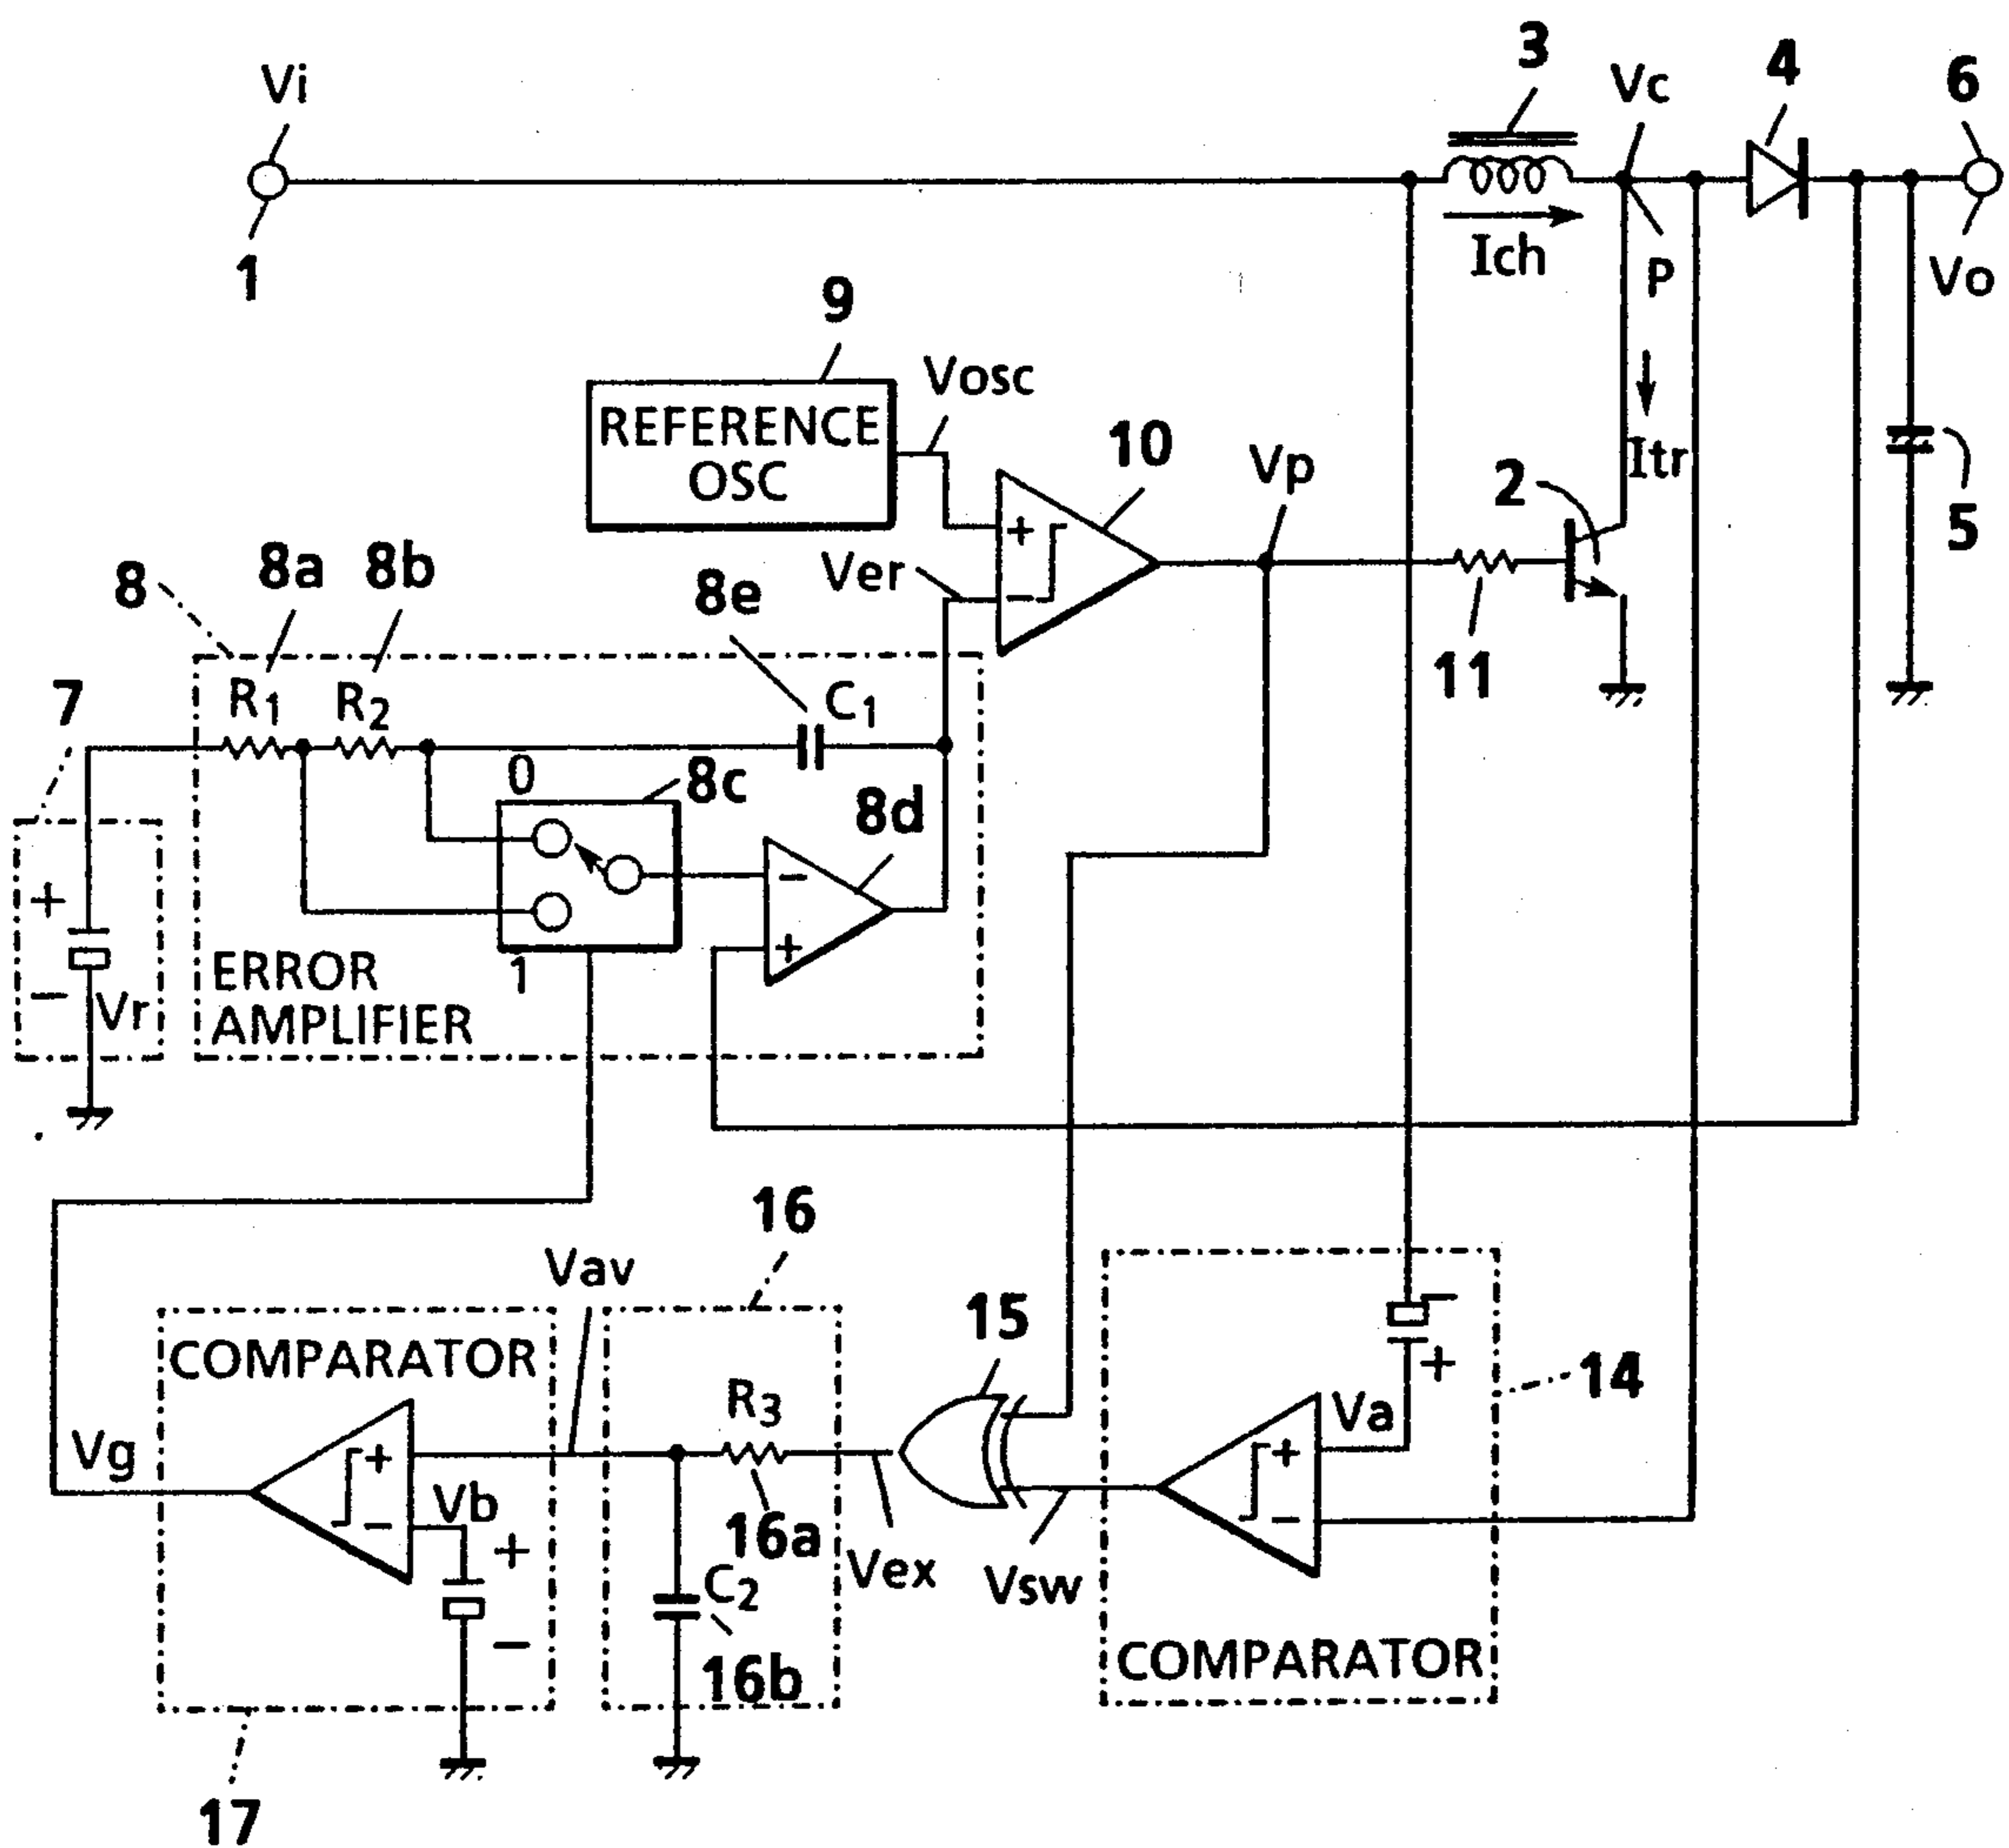 3
Vc
4
6
Vi
1
Ich
P
Vo
9
Vosc
REFERENCE
OSC
10
Vp
2
Itr
5
8
8a
8b
8e
Ver
+
−
11
7
R1
R2
C1
0
8c
8d
−
+
1
+
−
Vr
ERROR
AMPLIFIER
16
Vav
15
COMPARATOR
R3
−
+
14
Va
Vg
+
+
Vb
−
−
+
16a
Vex
Vsw
C2
−
16b
COMPARATOR
17